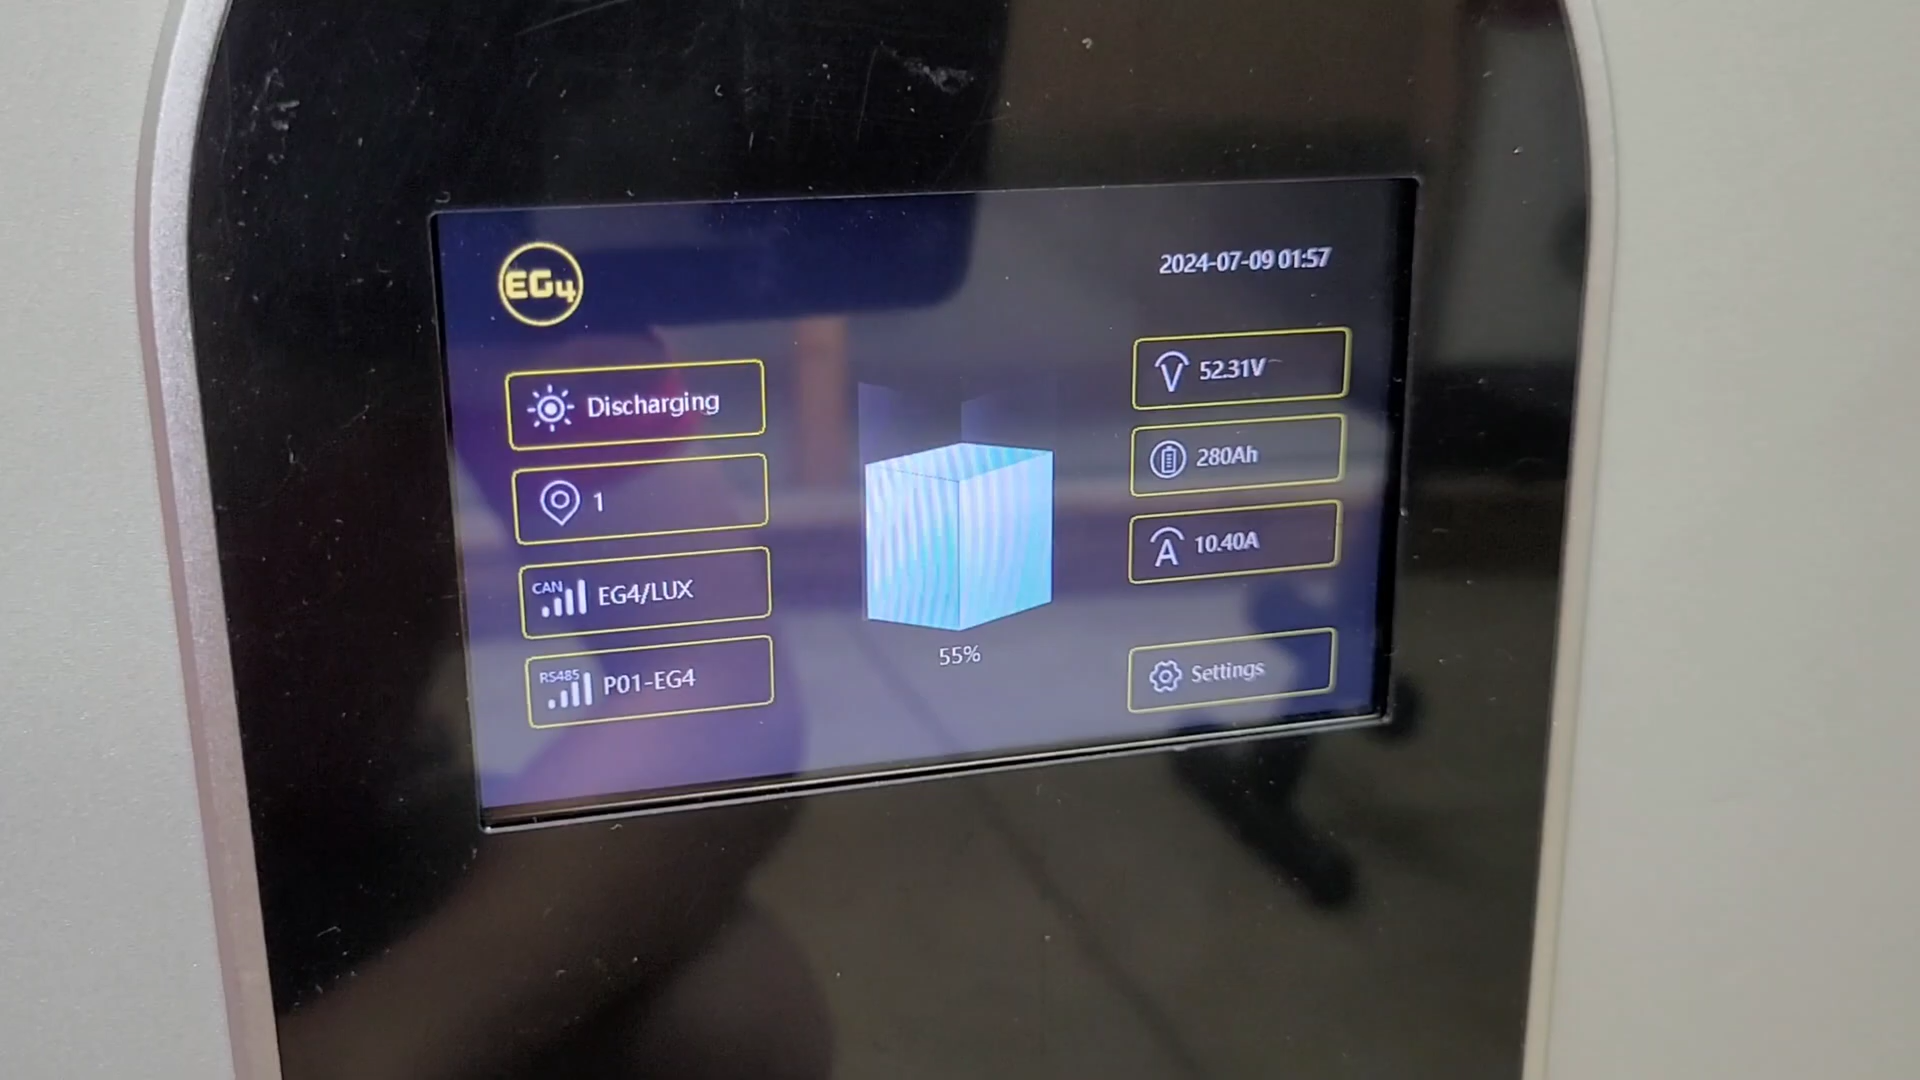 EG4
2024-07-09 01:57
Discharging
1
CAN EG4/LUX
RS485 P01-EG4
55%
V 52.31V
280Ah
A 10.40A
Settings